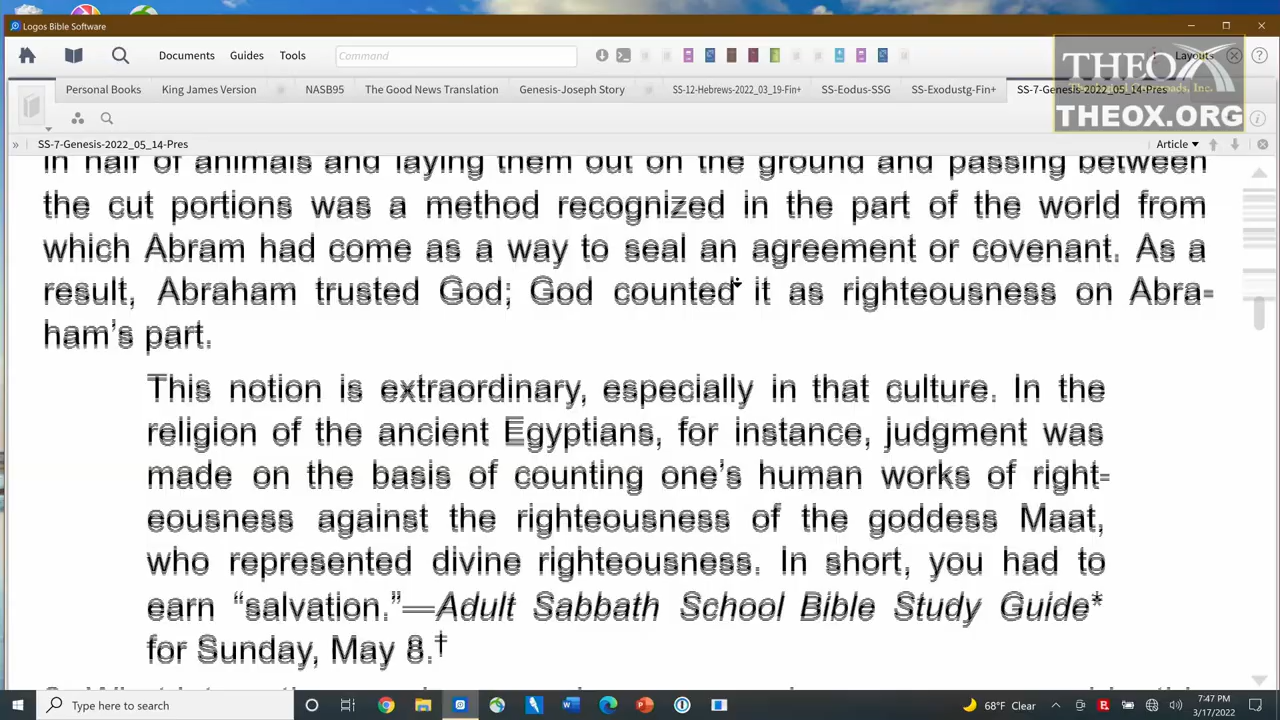 Logos Bible Software
Documents Guides Tools Command Layouts
THEOX
THEOX.ORG
Personal Books King James Version NASB95 The Good News Translation Genesis-Joseph Story SS-12-Hebrews-2022_03_19-Fin+ SS-Eodus-SSG SS-Exodustg-Fin+ SS-7-Genesis-2022_05_14-Pres
» SS-7-Genesis-2022_05_14-Pres Article
in half of animals and laying them out on the ground and passing between
the cut portions was a method recognized in the part of the world from
which Abram had come as a way to seal an agreement or covenant. As a
result, Abraham trusted God; God counted it as righteousness on Abra-
ham's part.
This notion is extraordinary, especially in that culture. In the
religion of the ancient Egyptians, for instance, judgment was
made on the basis of counting one's human works of right-
eousness against the righteousness of the goddess Maat,
who represented divine righteousness. In short, you had to
earn “salvation.”—Adult Sabbath School Bible Study Guide*
for Sunday, May 8.†
Type here to search
68°F Clear
7:47 PM
3/17/2022